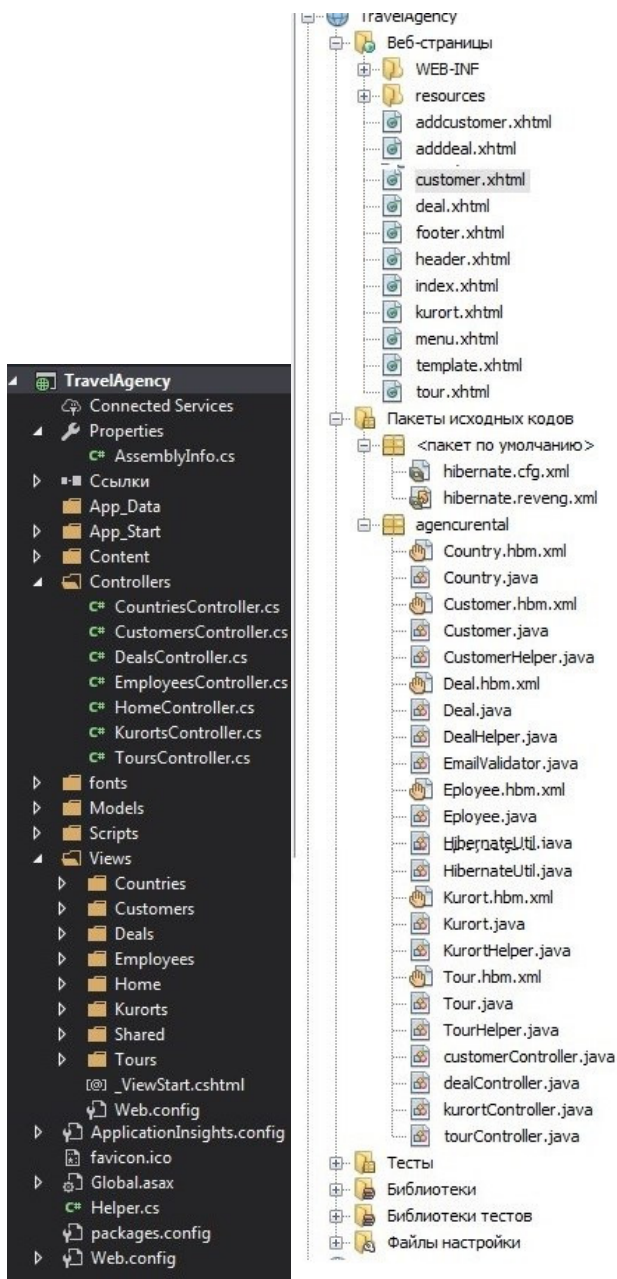 TravelAgency
Connected Services
Properties
C# AssemblyInfo.cs
Ссылки
App_Data
App_Start
Content
Controllers
C# CountriesController.cs
C# CustomersController.cs
C# DealsController.cs
C# EmployeesController.cs
C# HomeController.cs
C# KurortsController.cs
C# ToursController.cs
fonts
Models
Scripts
Views
Countries
Customers
Deals
Employees
Home
Kurorts
Shared
Tours
[@] _ViewStart.cshtml
Web.config
ApplicationInsights.config
favicon.ico
Global.asax
C# Helper.cs
packages.config
Web.config
TravelAgency
Веб-страницы
WEB-INF
resources
addcustomer.xhtml
adddeal.xhtml
customer.xhtml
deal.xhtml
footer.xhtml
header.xhtml
index.xhtml
kurort.xhtml
menu.xhtml
template.xhtml
tour.xhtml
Пакеты исходных кодов
<пакет по умолчанию>
hibernate.cfg.xml
hibernate.reveng.xml
agencurental
Country.hbm.xml
Country.java
Customer.hbm.xml
Customer.java
CustomerHelper.java
Deal.hbm.xml
Deal.java
DealHelper.java
EmailValidator.java
Eployee.hbm.xml
Eployee.java
HibernateUtil.java
HibernateUtil.java
Kurort.hbm.xml
Kurort.java
KurortHelper.java
Tour.hbm.xml
Tour.java
TourHelper.java
customerController.java
dealController.java
kurortController.java
tourController.java
Тесты
Библиотеки
Библиотеки тестов
Файлы настройки